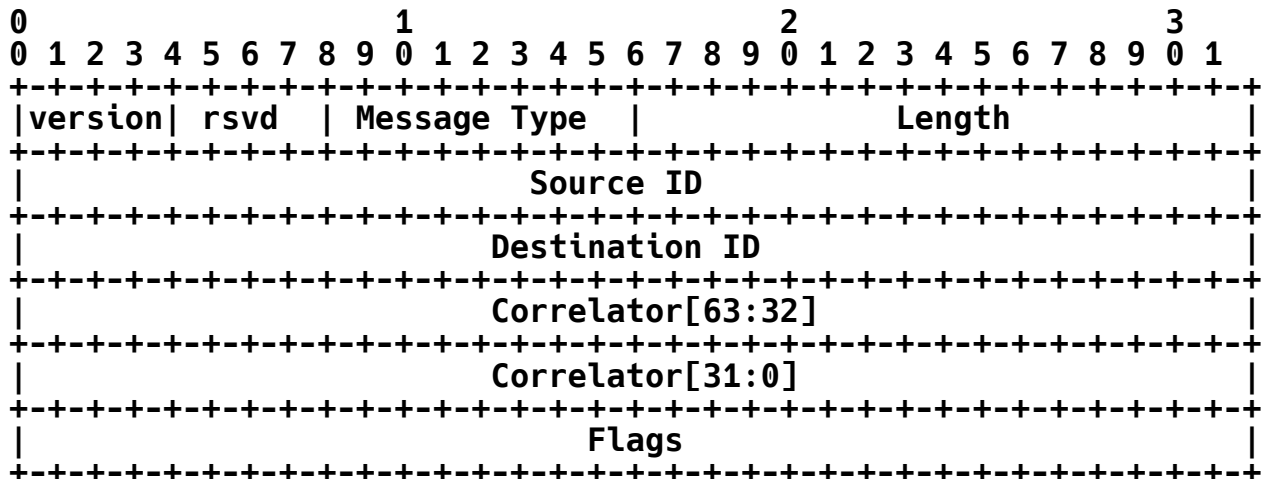 0                   1                   2                   3
0 1 2 3 4 5 6 7 8 9 0 1 2 3 4 5 6 7 8 9 0 1 2 3 4 5 6 7 8 9 0 1
+-+-+-+-+-+-+-+-+-+-+-+-+-+-+-+-+-+-+-+-+-+-+-+-+-+-+-+-+-+-+-+-+
|version| rsvd  | Message Type  |             Length            |
+-+-+-+-+-+-+-+-+-+-+-+-+-+-+-+-+-+-+-+-+-+-+-+-+-+-+-+-+-+-+-+-+
|                          Source ID                            |
+-+-+-+-+-+-+-+-+-+-+-+-+-+-+-+-+-+-+-+-+-+-+-+-+-+-+-+-+-+-+-+-+
|                        Destination ID                         |
+-+-+-+-+-+-+-+-+-+-+-+-+-+-+-+-+-+-+-+-+-+-+-+-+-+-+-+-+-+-+-+-+
|                        Correlator[63:32]                      |
+-+-+-+-+-+-+-+-+-+-+-+-+-+-+-+-+-+-+-+-+-+-+-+-+-+-+-+-+-+-+-+-+
|                        Correlator[31:0]                       |
+-+-+-+-+-+-+-+-+-+-+-+-+-+-+-+-+-+-+-+-+-+-+-+-+-+-+-+-+-+-+-+-+
|                             Flags                             |
+-+-+-+-+-+-+-+-+-+-+-+-+-+-+-+-+-+-+-+-+-+-+-+-+-+-+-+-+-+-+-+-+